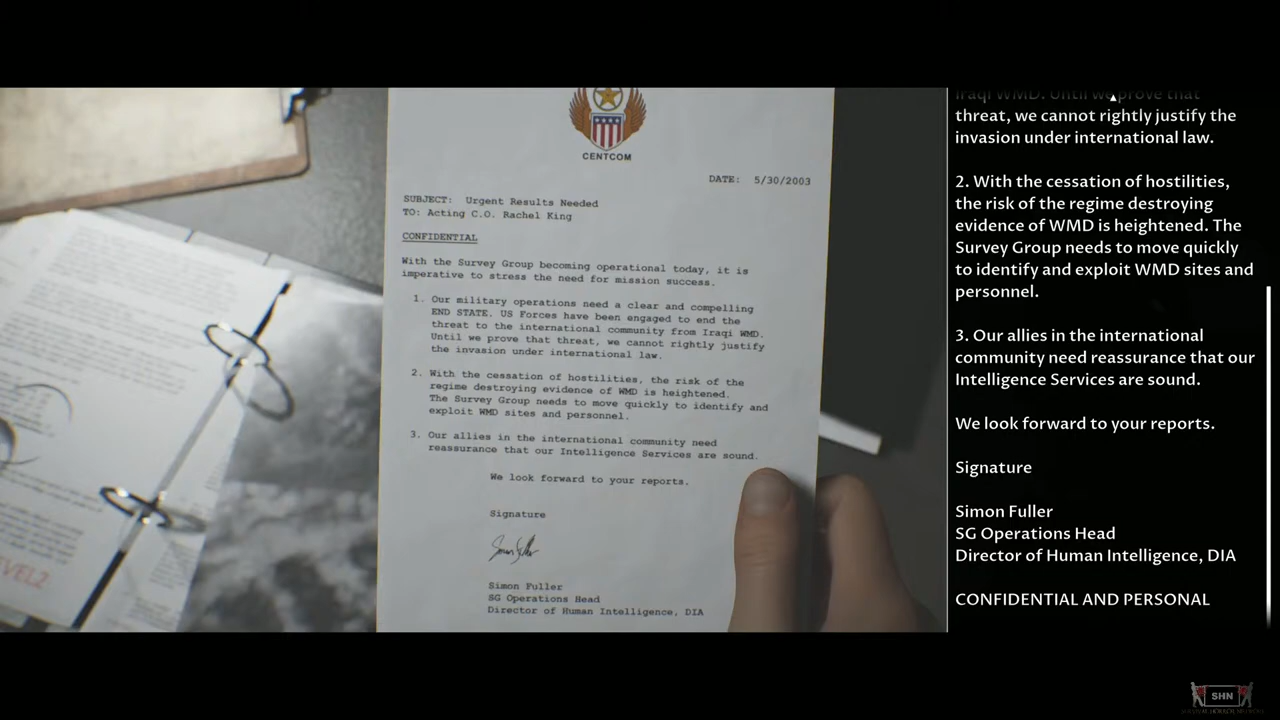 CENTCOM
DATE: 5/30/2003
SUBJECT: Urgent Results Needed
TO: Acting C.O. Rachel King
CONFIDENTIAL
With the Survey Group becoming operational today, it is
imperative to stress the need for mission success.
1. Our military operations need a clear and compelling
END STATE. US Forces have been engaged to end the
threat to the international community from Iraqi WMD.
Until we prove that threat, we cannot rightly justify
the invasion under international law.
2. With the cessation of hostilities, the risk of the
regime destroying evidence of WMD is heightened.
The Survey Group needs to move quickly to identify and
exploit WMD sites and personnel.
3. Our allies in the international community need
reassurance that our Intelligence Services are sound.
We look forward to your reports.
Signature
Simon Fuller
SG Operations Head
Director of Human Intelligence, DIA
Iraqi WMD. Until we prove that
threat, we cannot rightly justify the
invasion under international law.
2. With the cessation of hostilities,
the risk of the regime destroying
evidence of WMD is heightened. The
Survey Group needs to move quickly
to identify and exploit WMD sites and
personnel.
3. Our allies in the international
community need reassurance that our
Intelligence Services are sound.
We look forward to your reports.
Signature
Simon Fuller
SG Operations Head
Director of Human Intelligence, DIA
CONFIDENTIAL AND PERSONAL
SHN